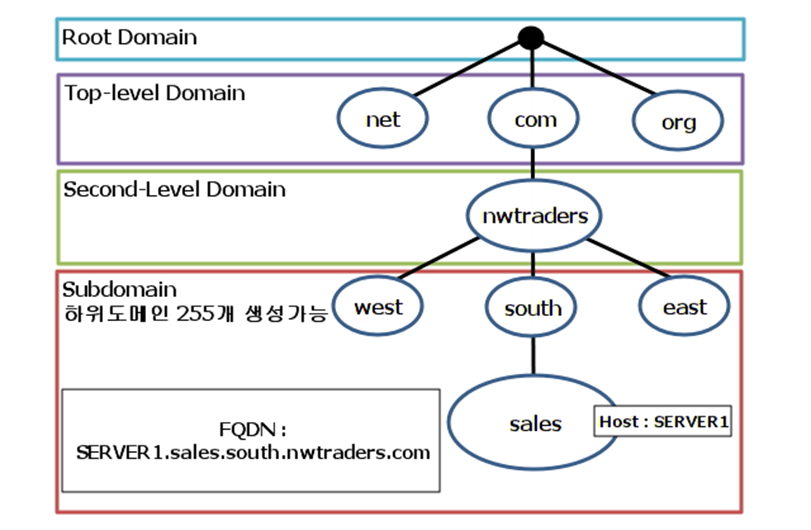 Root Domain
Top-level Domain
net
com
org
Second-Level Domain
nwtraders
Subdomain
하위도메인 255개 생성가능
west
south
east
sales
Host : SERVER1
FQDN :
SERVER1.sales.south.nwtraders.com